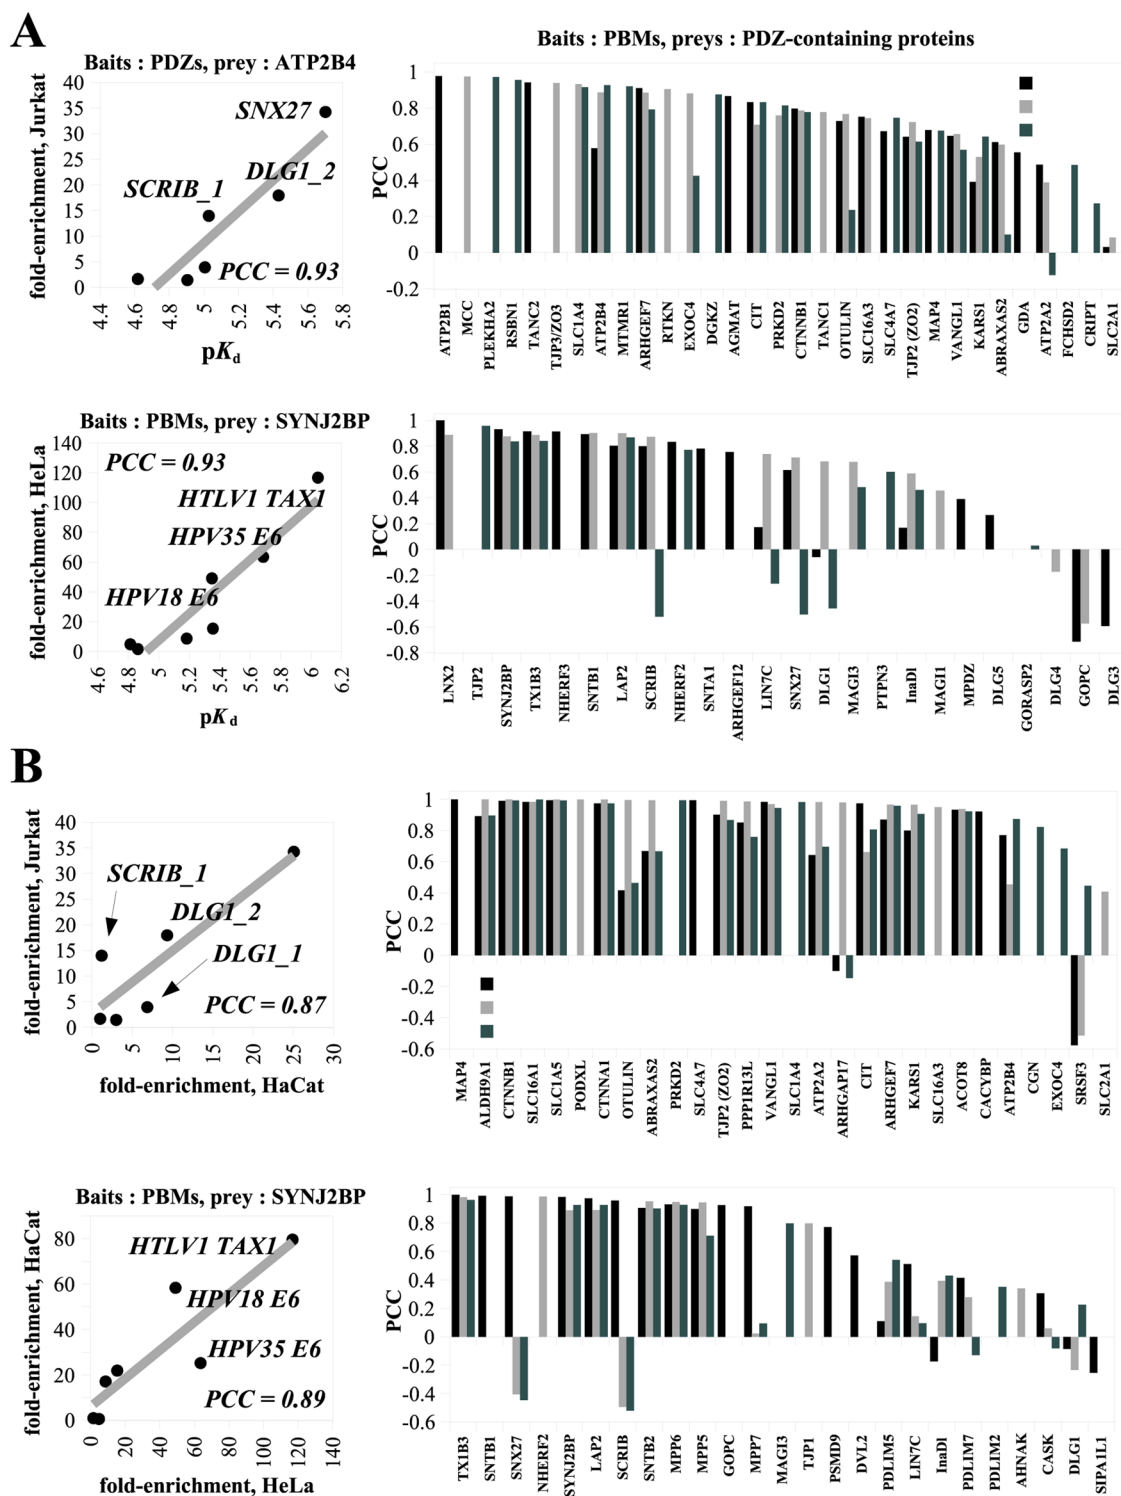 A
Baits : PDZs, prey : ATP2B4
fold-enrichment, Jurkat
40
35
30
25
20
15
10
5
0
SNX27
DLG1_2
SCRIB_1
PCC = 0.93
4.4 4.6 4.8 5 5.2 5.4 5.6 5.8
pKd
Baits : PBMs, preys : PDZ-containing proteins
PCC
1
0.8
0.6
0.4
0.2
0
-0.2
ATP2B1 MCC PLEKHA2 RSBN1 TANC2 TJP3/ZO3 SLC1A4 ATP2B4 MTMR1 ARHGEF7 RTKN EXOC4 DGKZ AGMAT CIT PRKD2 CTNNB1 TANC1 OTULIN SLC16A3 SLC4A7 TJP2 (ZO2) MAP4 VANGL1 KARS1 ABRAXAS2 GDA ATP2A2 FCHSD2 CRIPT SLC2A1
Baits : PBMs, prey : SYNJ2BP
fold-enrichment, HeLa
140
120
100
80
60
40
20
0
PCC = 0.93
HTLV1 TAX1
HPV35 E6
HPV18 E6
4.6 4.8 5 5.2 5.4 5.6 5.8 6 6.2
pKd
PCC
1
0.8
0.6
0.4
0.2
0
-0.2
-0.4
-0.6
-0.8
LNX2 TJP2 SYNJ2BP TX1B3 NHERF3 SNTB1 LAP2 SCRIB NHERF2 SNTA1 ARHGEF12 LIN7C SNX27 DLG1 MAGI3 PTPN3 InaDl MAGI1 MPDZ DLG5 GORASP2 DLG4 GOPC DLG3
B
fold-enrichment, Jurkat
40
35
30
25
20
15
10
5
0
SCRIB_1
DLG1_2
DLG1_1
PCC = 0.87
0 5 10 15 20 25 30
fold-enrichment, HaCat
PCC
1
0.8
0.6
0.4
0.2
0
-0.2
-0.4
-0.6
MAP4 ALDH9A1 CTNNB1 SLC16A1 SLC1A5 PODXL CTNNA1 OTULIN ABRAXAS2 PRKD2 SLC4A7 TJP2 (ZO2) PPP1R13L VANGL1 SLC1A4 ATP2A2 ARHGAP17 CIT ARHGEF7 KARS1 SLC16A3 ACOT8 CACYBP ATP2B4 CGN EXOC4 SRSF3 SLC2A1
Baits : PBMs, prey : SYNJ2BP
fold-enrichment, HaCat
80
60
40
20
0
HTLV1 TAX1
HPV18 E6
HPV35 E6
PCC = 0.89
0 20 40 60 80 100 120 140
fold-enrichment, HeLa
PCC
1
0.8
0.6
0.4
0.2
0
-0.2
-0.4
-0.6
TX1B3 SNTB1 SNX27 NHERF2 SYNJ2BP LAP2 SCRIB SNTB2 MPP6 MPP5 GOPC MPP7 MAGI3 TJP1 PSMD9 DVL2 PDLIM5 LIN7C InaDl PDLIM7 PDLIM2 AHNAK CASK DLG1 SIPA1L1